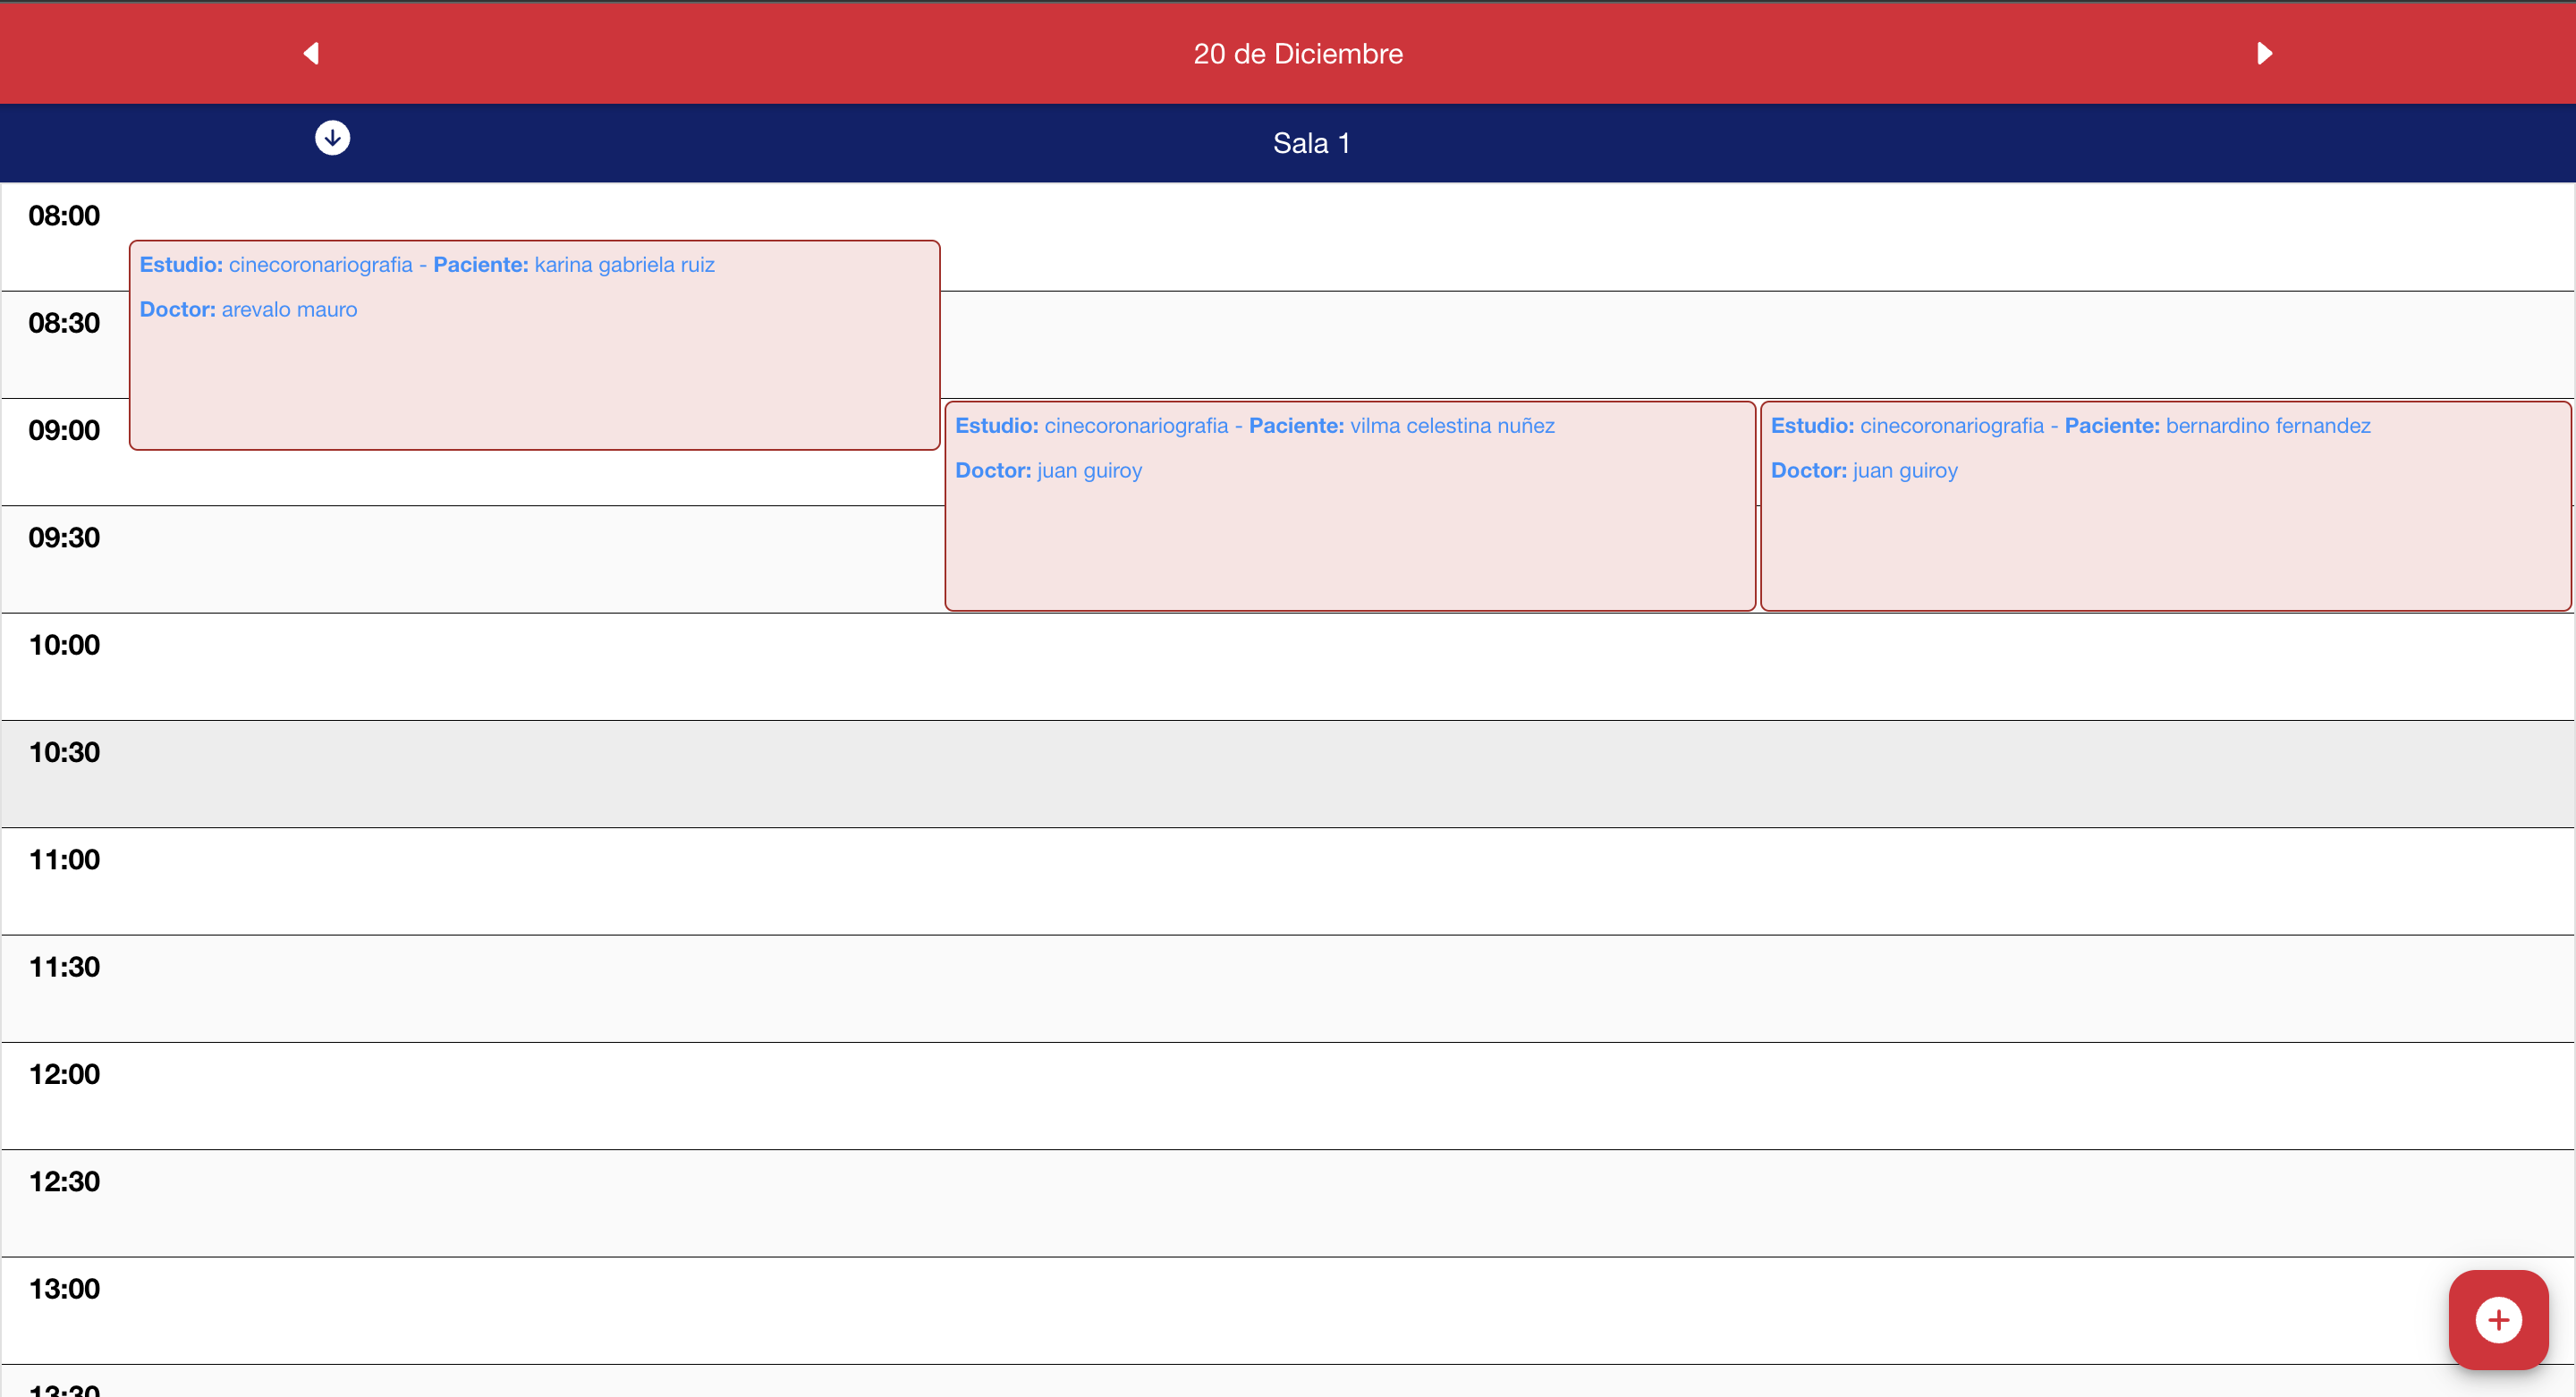 20 de Diciembre
Sala 1
08:00
Estudio: cinecoronariografia - Paciente: karina gabriela ruiz
Doctor: arevalo mauro
08:30
09:00
Estudio: cinecoronariografia - Paciente: vilma celestina nuñez
Doctor: juan guiroy
Estudio: cinecoronariografia - Paciente: bernardino fernandez
Doctor: juan guiroy
09:30
10:00
10:30
11:00
11:30
12:00
12:30
13:00
13:30